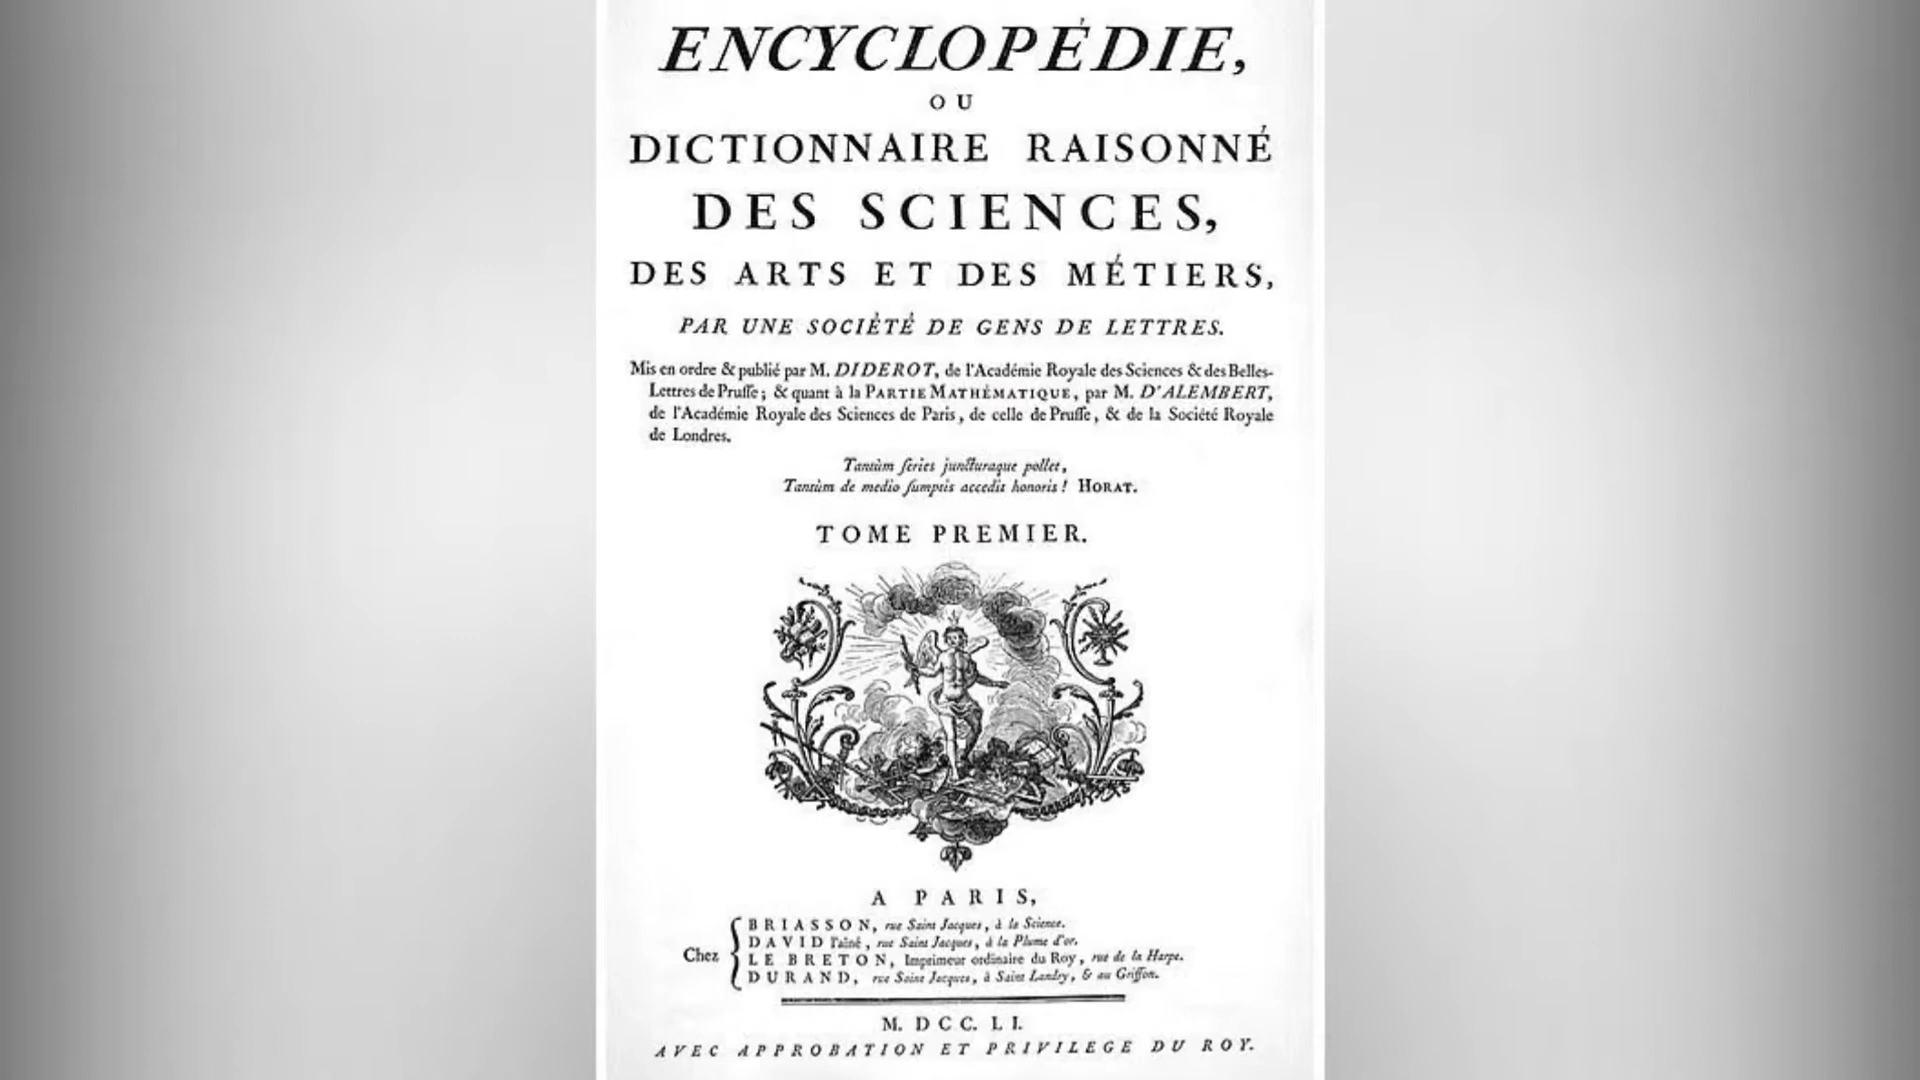 ENCYCLOPÉDIE,
OU
DICTIONNAIRE RAISONNÉ
DES SCIENCES,
DES ARTS ET DES MÉTIERS,
PAR UNE SOCIÉTÉ DE GENS DE LETTRES.
Mis en ordre & publié par M. DIDEROT, de l'Académie Royale des Sciences & des Belles-
Lettres de Prusse; & quant à la PARTIE MATHÉMATIQUE, par M. D'ALEMBERT,
de l'Académie Royale des Sciences de Paris, de celle de Prusse, & de la Société Royale
de Londres.
Tantùm series juncturaque pollet,
Tantùm de medio sumptis accedit honoris! HORAT.
TOME PREMIER.
A PARIS,
Chez
BRIASSON, rue Saint Jacques, à la Science.
DAVID l'aîné, rue Saint Jacques, à la Plume d'or.
LE BRETON, Imprimeur ordinaire du Roy, rue de la Harpe.
DURAND, rue Saint Jacques, à Saint Landry, & au Griffon.
M. DCC. LI.
AVEC APPROBATION ET PRIVILEGE DU ROY.